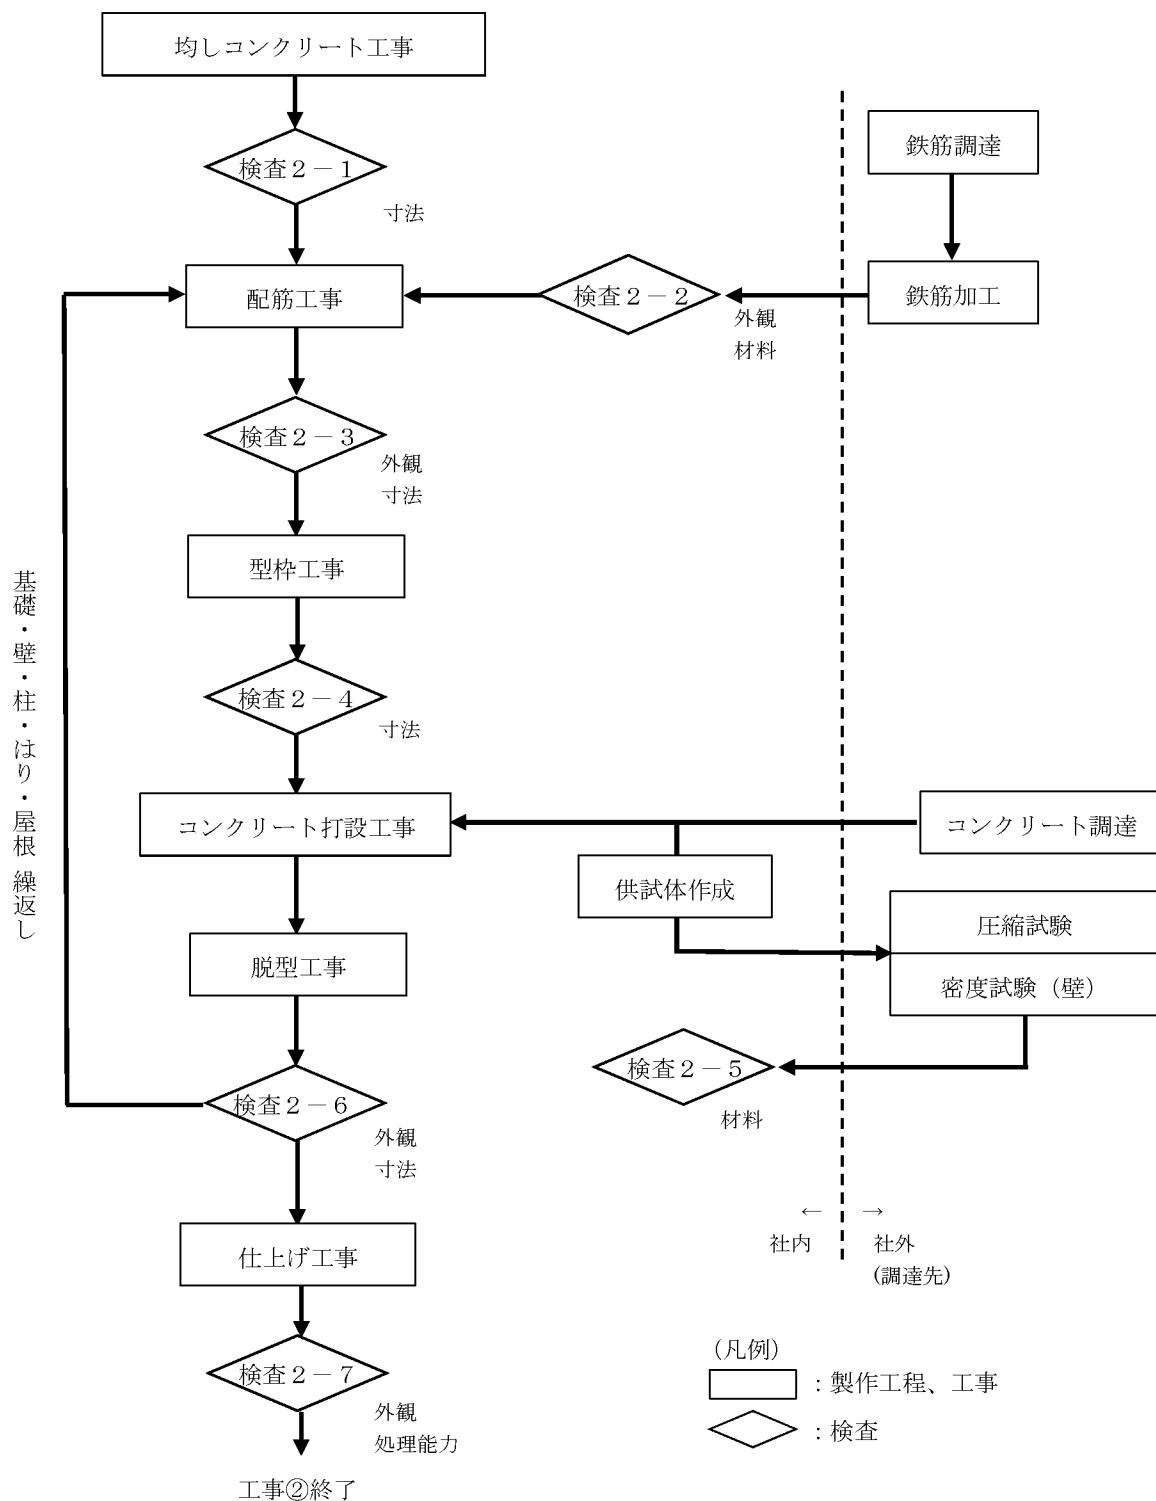 均しコンクリート工事
検査２－１
寸法
鉄筋調達
鉄筋加工
配筋工事
検査２－２
外観
材料
検査２－３
外観
寸法
型枠工事
検査２－４
寸法
基礎・壁・柱・はり・屋根 繰返し
コンクリート打設工事
コンクリート調達
供試体作成
圧縮試験
密度試験（壁）
脱型工事
検査２－５
材料
検査２－６
外観
寸法
← →
社内 社外
(調達先)
仕上げ工事
検査２－７
外観
処理能力
工事②終了
（凡例）
：製作工程、工事
：検査